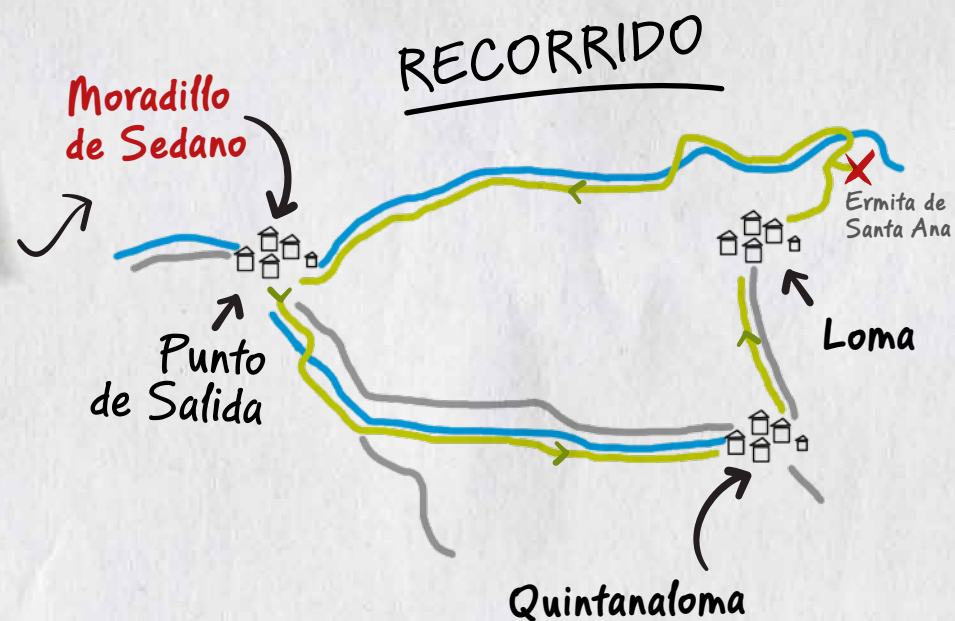 RECORRIDO
Moradillo
de Sedano
Ermita de
Santa Ana
Loma
Punto
de Salida
Quintanaloma